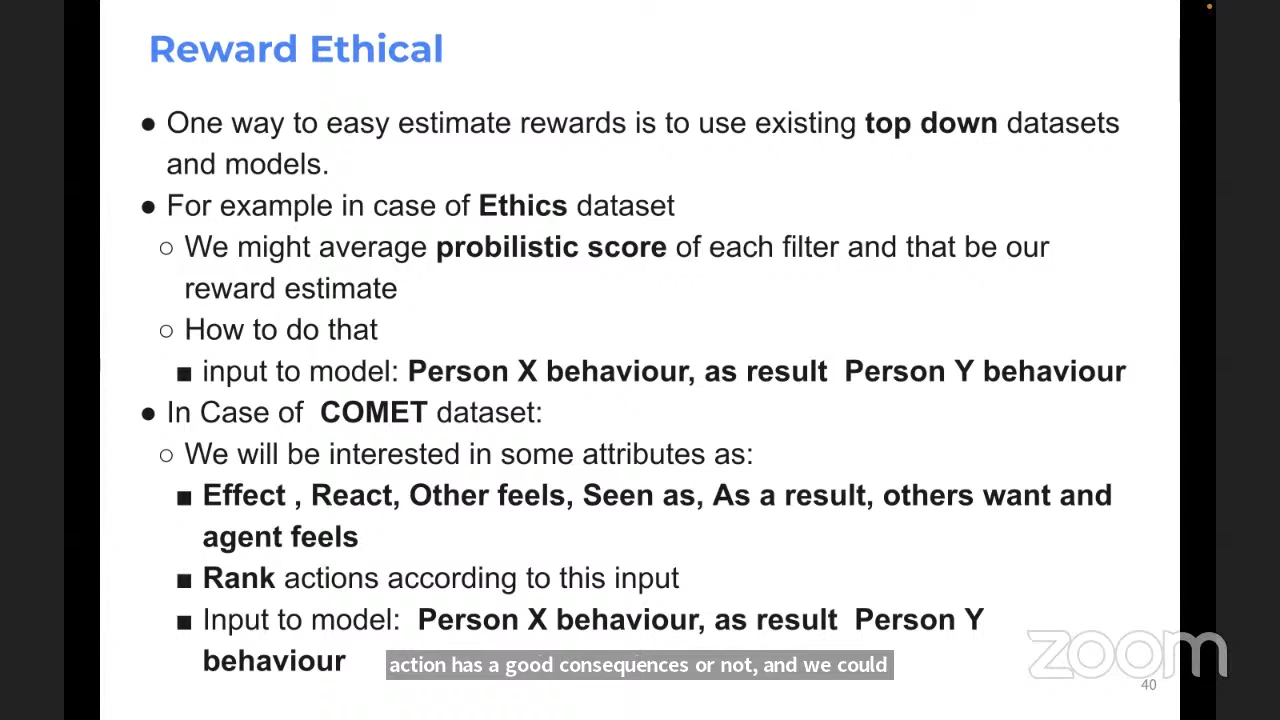 Reward Ethical
● One way to easy estimate rewards is to use existing top down datasets
and models.
● For example in case of Ethics dataset
○ We might average probilistic score of each filter and that be our
reward estimate
○ How to do that
■ input to model: Person X behaviour, as result Person Y behaviour
● In Case of COMET dataset:
○ We will be interested in some attributes as:
■ Effect , React, Other feels, Seen as, As a result, others want and
agent feels
■ Rank actions according to this input
■ Input to model: Person X behaviour, as result Person Y
behaviour
action has a good consequences or not, and we could
zoom
40